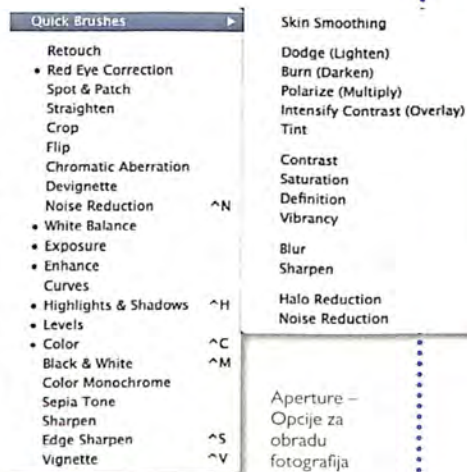 Quick Brushes ▶
Retouch
• Red Eye Correction
Spot & Patch
Straighten
Crop
Flip
Chromatic Aberration
Devignette
Noise Reduction ^N
• White Balance
• Exposure
• Enhance
Curves
• Highlights & Shadows ^H
• Levels
• Color ^C
Black & White ^M
Color Monochrome
Sepia Tone
Sharpen
Edge Sharpen ^S
Vignette ^V
Skin Smoothing
Dodge (Lighten)
Burn (Darken)
Polarize (Multiply)
Intensify Contrast (Overlay)
Tint
Contrast
Saturation
Definition
Vibrancy
Blur
Sharpen
Halo Reduction
Noise Reduction
Aperture –
Opcije za
obradu
fotografija